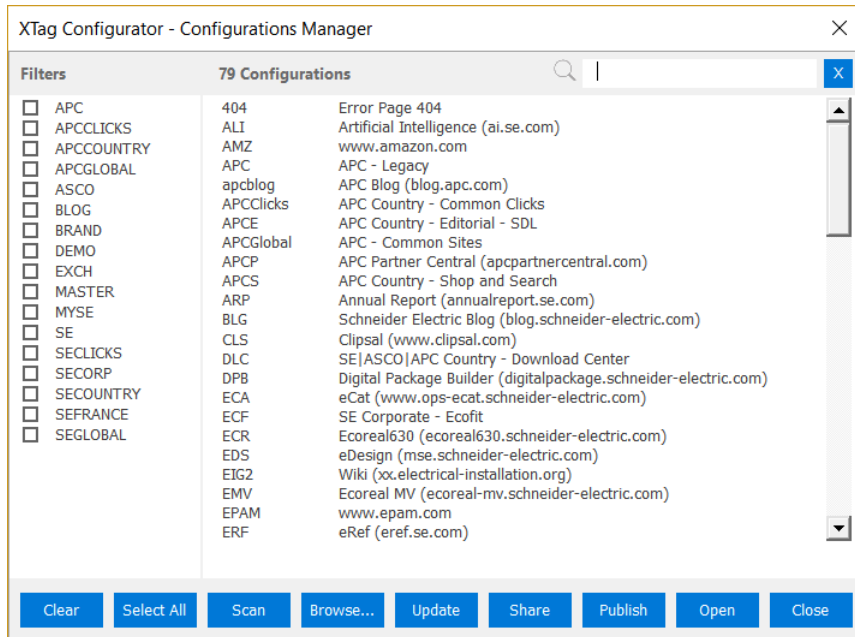 XTag Configurator - Configurations Manager
Filters
79 Configurations
X
APC
APCCLICKS
APCCOUNTRY
APCGLOBAL
ASCO
BLOG
BRAND
DEMO
EXCH
MASTER
MYSE
SE
SECLICKS
SECORP
SECOUNTRY
SEFRANCE
SEGLOBAL
404 Error Page 404
ALI Artificial Intelligence (ai.se.com)
AMZ www.amazon.com
APC APC - Legacy
apcblog APC Blog (blog.apc.com)
APCClicks APC Country - Common Clicks
APCE APC Country - Editorial - SDL
APCGlobal APC - Common Sites
APCP APC Partner Central (apcpartnercentral.com)
APCS APC Country - Shop and Search
ARP Annual Report (annualreport.se.com)
BLG Schneider Electric Blog (blog.schneider-electric.com)
CLS Clipsal (www.clipsal.com)
DLC SE|ASCO|APC Country - Download Center
DPB Digital Package Builder (digitalpackage.schneider-electric.com)
ECA eCat (www.ops-ecat.schneider-electric.com)
ECF SE Corporate - Ecofit
ECR Ecoreal630 (ecoreal630.schneider-electric.com)
EDS eDesign (mse.schneider-electric.com)
EIG2 Wiki (xx.electrical-installation.org)
EMV Ecoreal MV (ecoreal-mv.schneider-electric.com)
EPAM www.epam.com
ERF eRef (eref.se.com)
Clear Select All Scan Browse... Update Share Publish Open Close